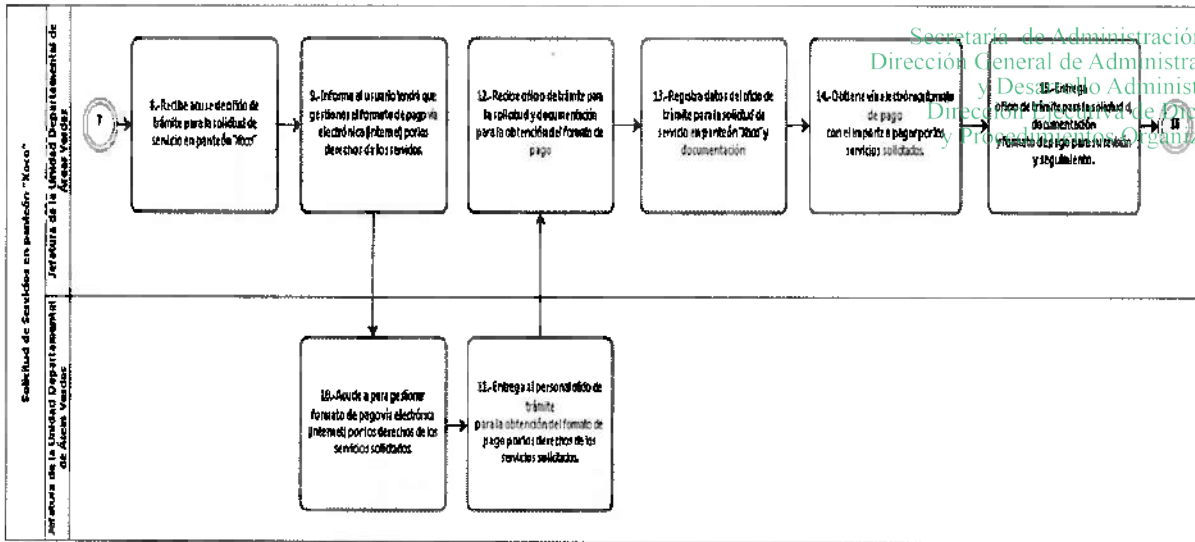 Solicitud de Servicios en panteón "Xoco"
Jefatura de la Unidad Departamental de
Áreas Verdes
7
8.-Recibe acuse de oficio de
trámite para la solicitud de
servicio en panteón "Xoco"
9.-Informa al usuario tendrá que
gestionar el formato de pago vía
electrónica (Internet) por los
derechos de los servicios.
12.-Recibe oficio de trámite para
la solicitud y documentación
para la obtención del formato de
pago
13.-Registra datos del oficio de
trámite para la solicitud de
servicio en panteón "Xoco" y
documentación
14.-Obtiene vía electrónica formato
de pago
con el importe a pagar por los
servicios solicitados.
15.-Entrega
oficio de trámite para la solicitud,
documentación
y formato de pago para su revisión
y seguimiento.
Secretaría de Administración
Dirección General de Administra
y Desarrollo Administ
Dirección Ejecutiva de Dic
y Procedimientos Organiz
Jefatura de la Unidad Departamental
de Áreas Verdes
10.-Acude a para gestionar
formato de pago vía electrónica
(Internet) por los derechos de los
servicios solicitados.
11.-Entrega al personal oficio de
trámite
para la obtención del formato de
pago por los derechos de los
servicios solicitados.